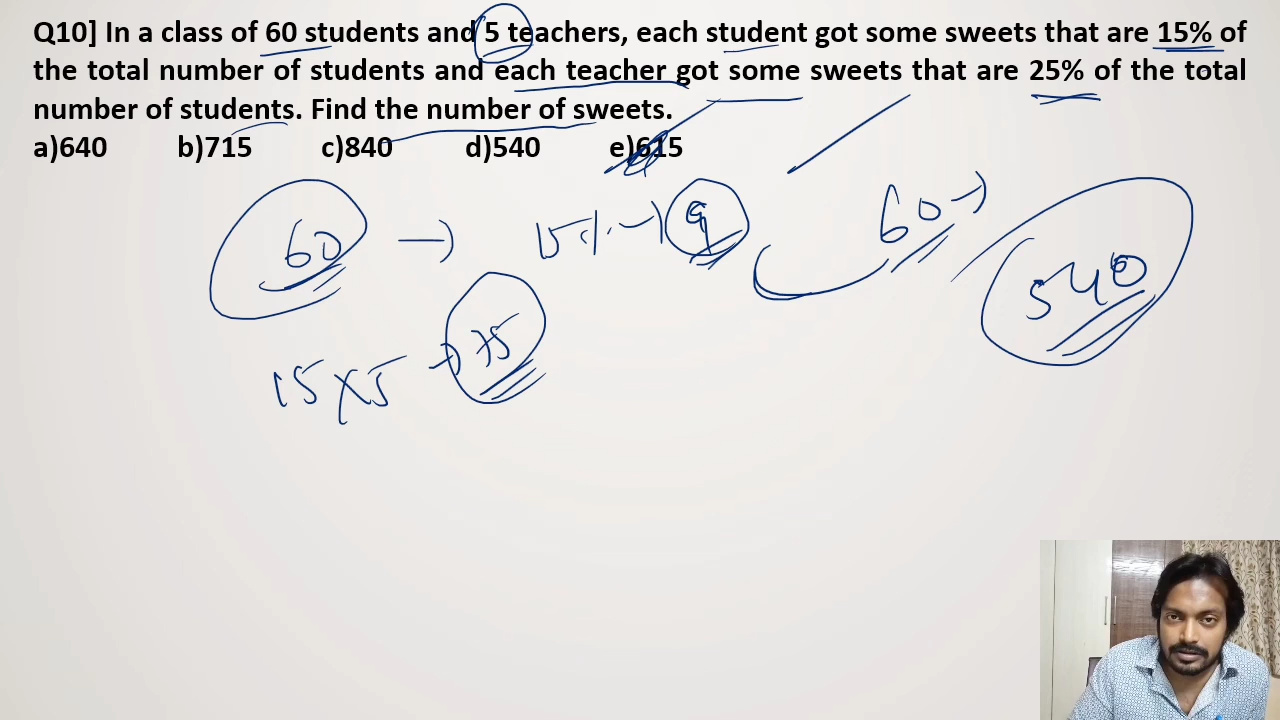 Q10] In a class of 60 students and 5 teachers, each student got some sweets that are 15% of
the total number of students and each teacher got some sweets that are 25% of the total
number of students. Find the number of sweets.
a)640 b)715 c)840 d)540 e)615
60 → 15% → 9 60 →
540
15 x 5 → 75